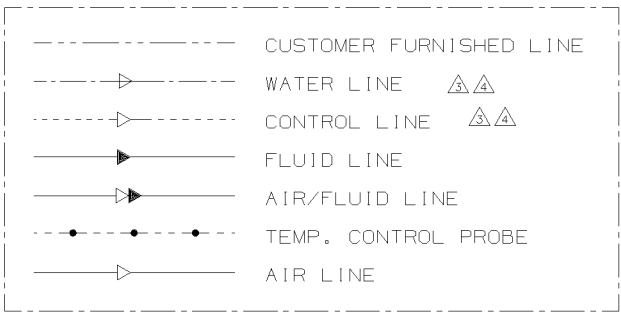 CUSTOMER FURNISHED LINE
WATER LINE 3 4
CONTROL LINE 3 4
FLUID LINE
AIR/FLUID LINE
TEMP. CONTROL PROBE
AIR LINE